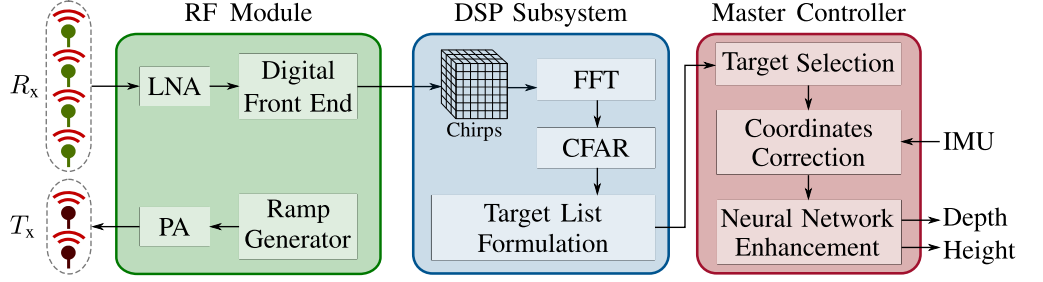 RF Module
DSP Subsystem
Master Controller
Rx
LNA
Digital
Front End
Chirps
FFT
CFAR
Target List
Formulation
Target Selection
Coordinates
Correction
IMU
Neural Network
Enhancement
Depth
Height
Tx
PA
Ramp
Generator